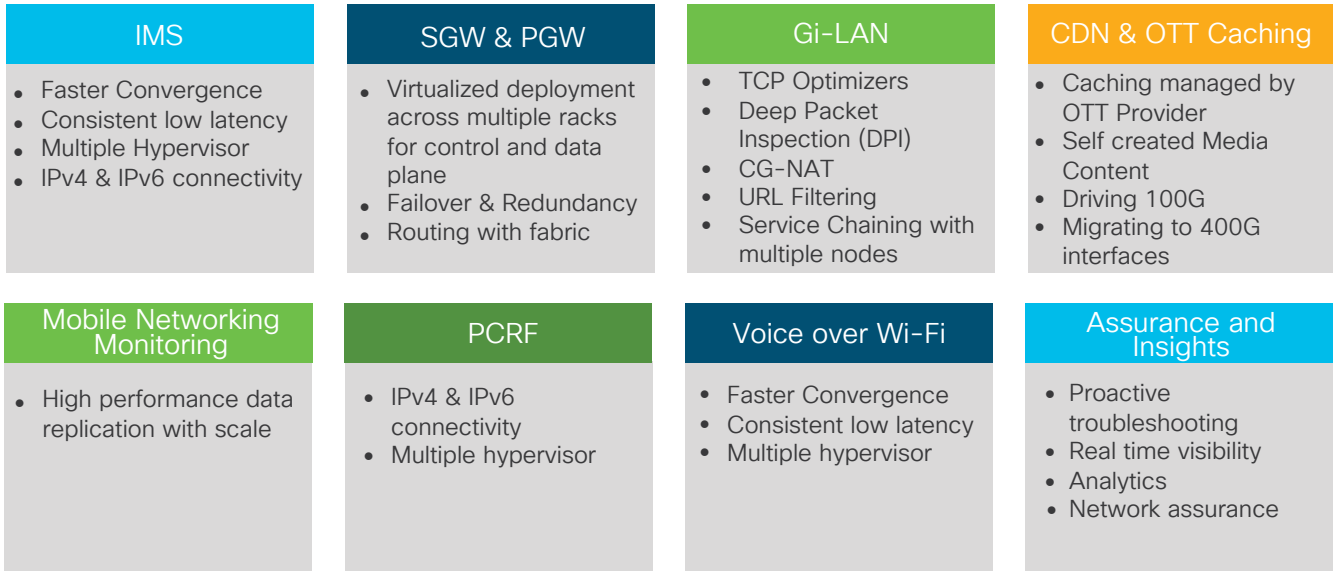 IMS
• Faster Convergence
• Consistent low latency
• Multiple Hypervisor
• IPv4 & IPv6 connectivity
SGW & PGW
• Virtualized deployment
across multiple racks
for control and data
plane
• Failover & Redundancy
• Routing with fabric
Gi-LAN
• TCP Optimizers
• Deep Packet
Inspection (DPI)
• CG-NAT
• URL Filtering
• Service Chaining with
multiple nodes
CDN & OTT Caching
• Caching managed by
OTT Provider
• Self created Media
Content
• Driving 100G
• Migrating to 400G
interfaces
Mobile Networking
Monitoring
• High performance data
replication with scale
PCRF
• IPv4 & IPv6
connectivity
• Multiple hypervisor
Voice over Wi-Fi
• Faster Convergence
• Consistent low latency
• Multiple hypervisor
Assurance and
Insights
• Proactive
troubleshooting
• Real time visibility
• Analytics
• Network assurance